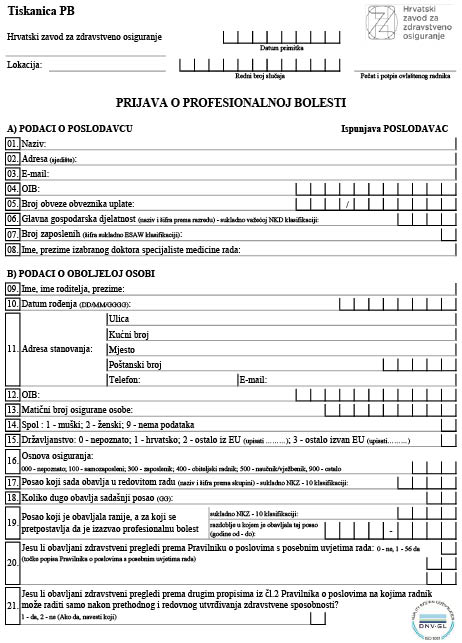 Tiskanica PB
Hrvatski zavod za zdravstveno osiguranje
Hrvatski
zavod za
zdravstveno
osiguranje
Datum primitka
Lokacija:
Redni broj slučaja
Pečat i potpis ovlaštenog radnika
PRIJAVA O PROFESIONALNOJ BOLESTI
A) PODACI O POSLODAVCU
Ispunjava POSLODAVAC
01. Naziv:
02. Adresa (sjedište):
03. E-mail:
04. OIB:
05. Broj obveze obveznika uplate: /
06. Glavna gospodarska djelatnost (naziv i šifra prema razredu) - sukladno važećoj NKD klasifikaciji:
07. Broj zaposlenih (šifra sukladno ESAW klasifikaciji):
08. Ime, prezime izabranog doktora specijaliste medicine rada:
B) PODACI O OBOLJELOJ OSOBI
09. Ime, ime roditelja, prezime:
10. Datum rođenja (DD/MM/GGGG):
11. Adresa stanovanja:
Ulica
Kućni broj
Mjesto
Poštanski broj
Telefon: E-mail:
12. OIB:
13. Matični broj osigurane osobe:
14. Spol : 1 - muški; 2 - ženski; 9 - nema podataka
15. Državljanstvo: 0 - nepoznato; 1 - hrvatsko; 2 - ostalo iz EU (upisati .........); 3 - ostalo izvan EU (upisati.........)
16. Osnova osiguranja:
000 - nepoznato; 100 - samozaposleni; 300 - zaposlenik; 400 - obiteljski radnik; 500 - naučnik/vježbenik, 900 - ostalo
17. Posao koji sada obavlja u redovitom radu (naziv i šifra prema skupini) - sukladno NKZ - 10 klasifikaciji:
18. Koliko dugo obavlja sadašnji posao (GG):
19. Posao koji je obavljala ranije, a za koji se
pretpostavlja da je izazvao profesionalnu bolest
sukladno NKZ - 10 klasifikaciji:
razdoblje u kojem je obavljala taj posao
(godine od - do): -
20. Jesu li obavljani zdravstveni pregledi prema Pravilniku o poslovima s posebnim uvjetima rada: 0 - ne, 1 - 56 da
(točke popisa Pravilnika o poslovima s posebnim uvjetima rada)
21. Jesu li obavljani zdravstveni pregledi prema drugim propisima iz čl.2 Pravilnika o poslovima na kojima radnik
može raditi samo nakon prethodnog i redovnog utvrđivanja zdravstvene sposobnosti?
1 - da, 2 - ne (Ako da, navesti koji)
DNV·GL